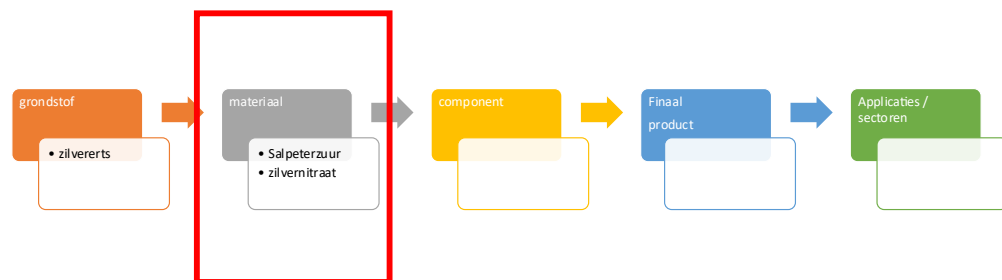 grondstof
• zilvererts
materiaal
• Salpeterzuur
• zilvernitraat
component
Finaal
product
Applicaties /
sectoren